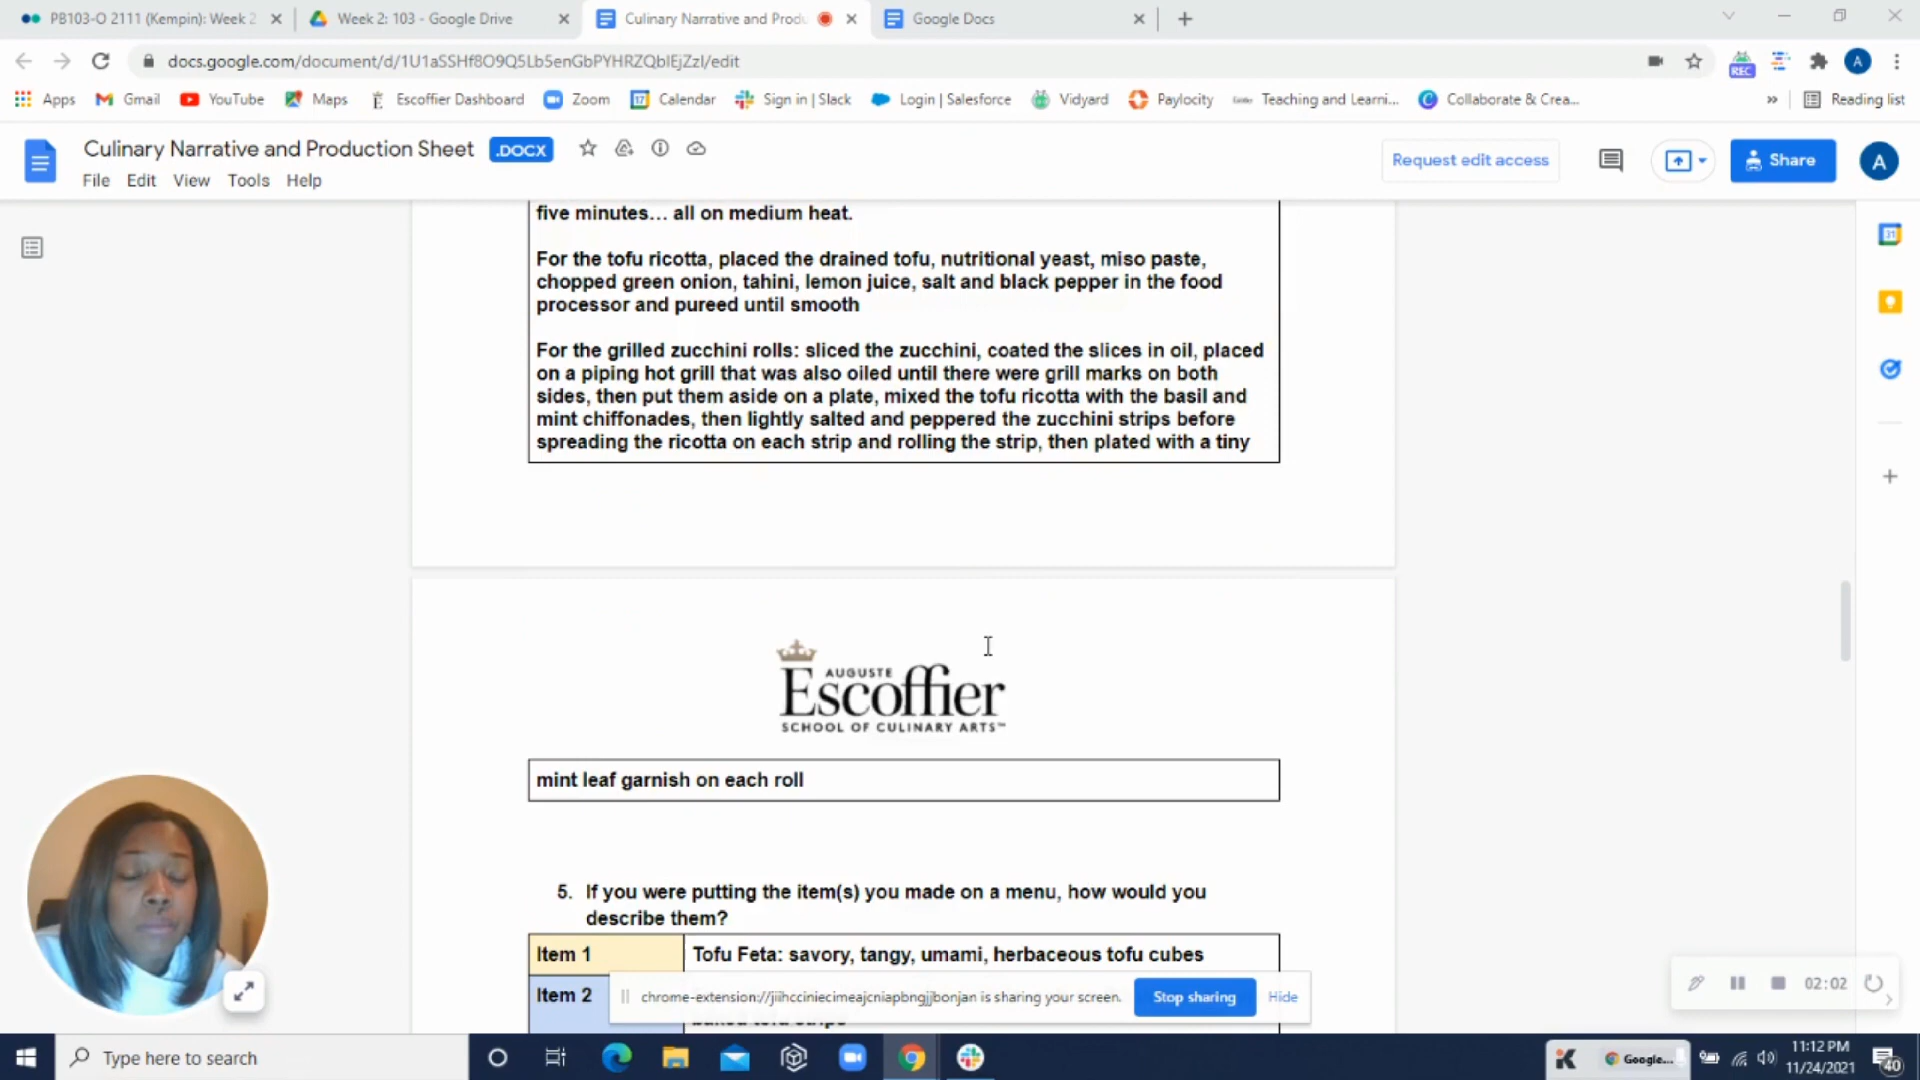 PB103-O 2111 (Kempin): Week 2
Week 2: 103 - Google Drive
Culinary Narrative and Produ
Google Docs
docs.google.com/document/d/1U1aSSHf8O9Q5Lb5enGbPYHRZQblEjZzl/edit
REC
A
Apps
Gmail
YouTube
Maps
Escoffier Dashboard
Zoom
17
Calendar
Sign in | Slack
Login | Salesforce
Vidyard
Paylocity
Teaching and Learni...
Collaborate & Crea...
»
Reading list
Culinary Narrative and Production Sheet
.DOCX
Request edit access
Share
A
File
Edit
View
Tools
Help
five minutes... all on medium heat.
For the tofu ricotta, placed the drained tofu, nutritional yeast, miso paste,
chopped green onion, tahini, lemon juice, salt and black pepper in the food
processor and pureed until smooth
For the grilled zucchini rolls: sliced the zucchini, coated the slices in oil, placed
on a piping hot grill that was also oiled until there were grill marks on both
sides, then put them aside on a plate, mixed the tofu ricotta with the basil and
mint chiffonades, then lightly salted and peppered the zucchini strips before
spreading the ricotta on each strip and rolling the strip, then plated with a tiny
31
AUGUSTE
Escoffier
SCHOOL OF CULINARY ARTS™
mint leaf garnish on each roll
5. If you were putting the item(s) you made on a menu, how would you
describe them?
Item 1
Tofu Feta: savory, tangy, umami, herbaceous tofu cubes
Item 2
chrome-extension://jiihcciniecimeajcniapbngjjbonjan is sharing your screen.
Stop sharing
Hide
baked tofu strips
02:02
Type here to search
Google...
11:12 PM
11/24/2021
40